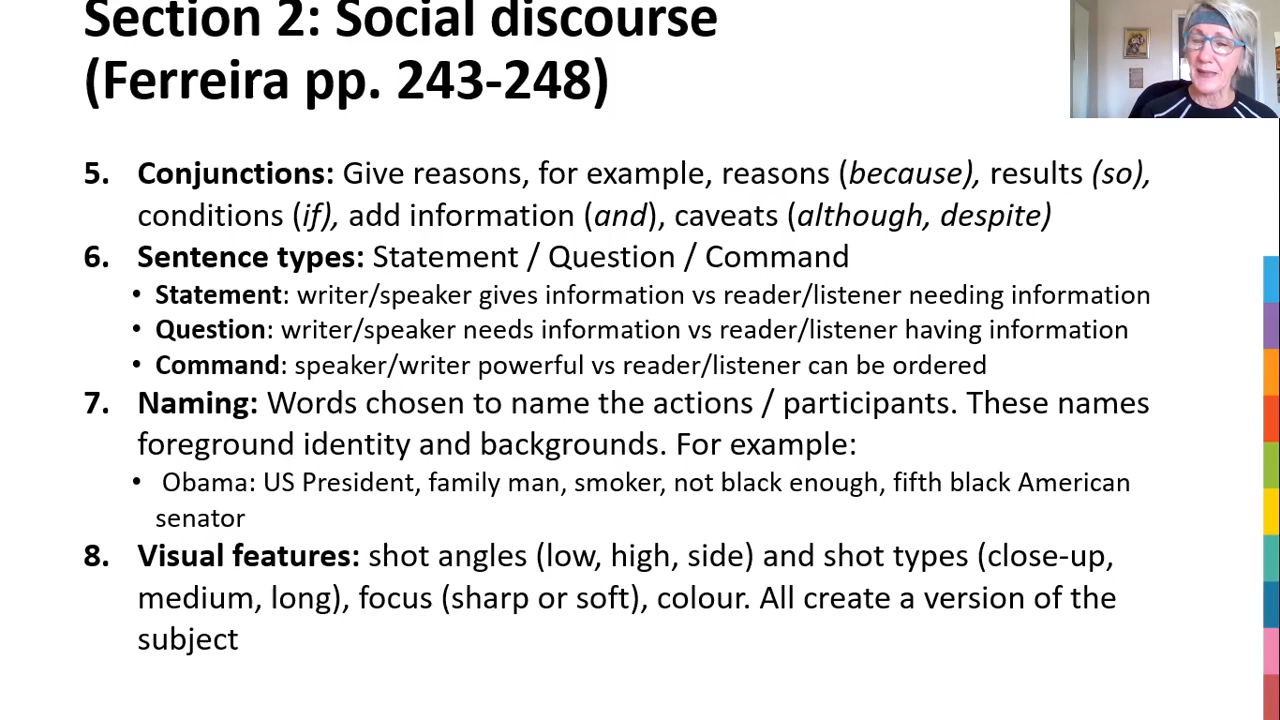 Section 2: Social discourse
(Ferreira pp. 243-248)
5. Conjunctions: Give reasons, for example, reasons (because), results (so),
conditions (if), add information (and), caveats (although, despite)
6. Sentence types: Statement / Question / Command
• Statement: writer/speaker gives information vs reader/listener needing information
• Question: writer/speaker needs information vs reader/listener having information
• Command: speaker/writer powerful vs reader/listener can be ordered
7. Naming: Words chosen to name the actions / participants. These names
foreground identity and backgrounds. For example:
• Obama: US President, family man, smoker, not black enough, fifth black American
senator
8. Visual features: shot angles (low, high, side) and shot types (close-up,
medium, long), focus (sharp or soft), colour. All create a version of the
subject